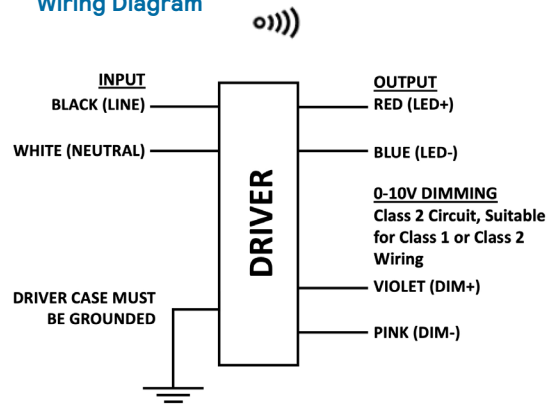 Wiring Diagram
INPUT
BLACK (LINE)
WHITE (NEUTRAL)
DRIVER CASE MUST
BE GROUNDED
DRIVER
OUTPUT
RED (LED+)
BLUE (LED-)
0-10V DIMMING
Class 2 Circuit, Suitable
for Class 1 or Class 2
Wiring
VIOLET (DIM+)
PINK (DIM-)